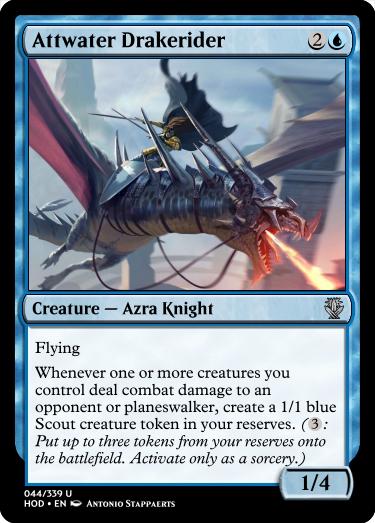 Attwater Drakerider
2
Creature — Azra Knight
Flying
Whenever one or more creatures you
control deal combat damage to an
opponent or planeswalker, create a 1/1 blue
Scout creature token in your reserves. (3:
Put up to three tokens from your reserves onto
the battlefield. Activate only as a sorcery.)
1/4
044/339 U
HOD • EN Antonio Stappaerts